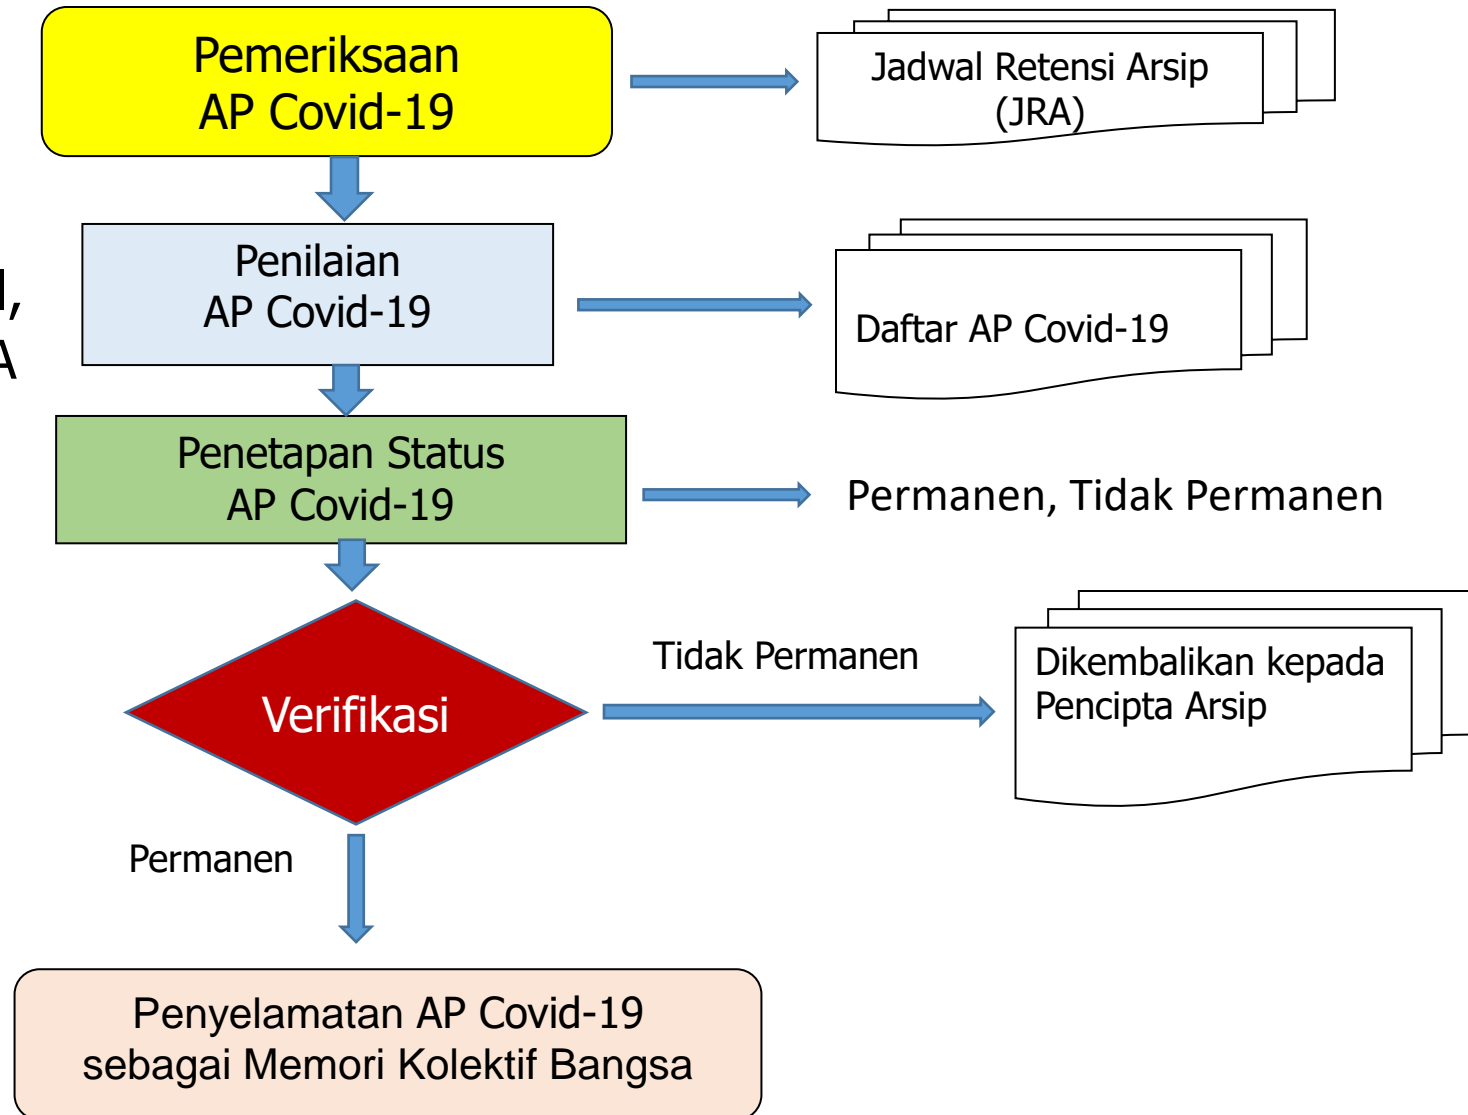 Pemeriksaan
AP Covid-19
Jadwal Retensi Arsip
(JRA)
Penilaian
AP Covid-19
Daftar AP Covid-19
Penetapan Status
AP Covid-19
Permanen, Tidak Permanen
Verifikasi
Tidak Permanen
Dikembalikan kepada
Pencipta Arsip
Permanen
Penyelamatan AP Covid-19
sebagai Memori Kolektif Bangsa